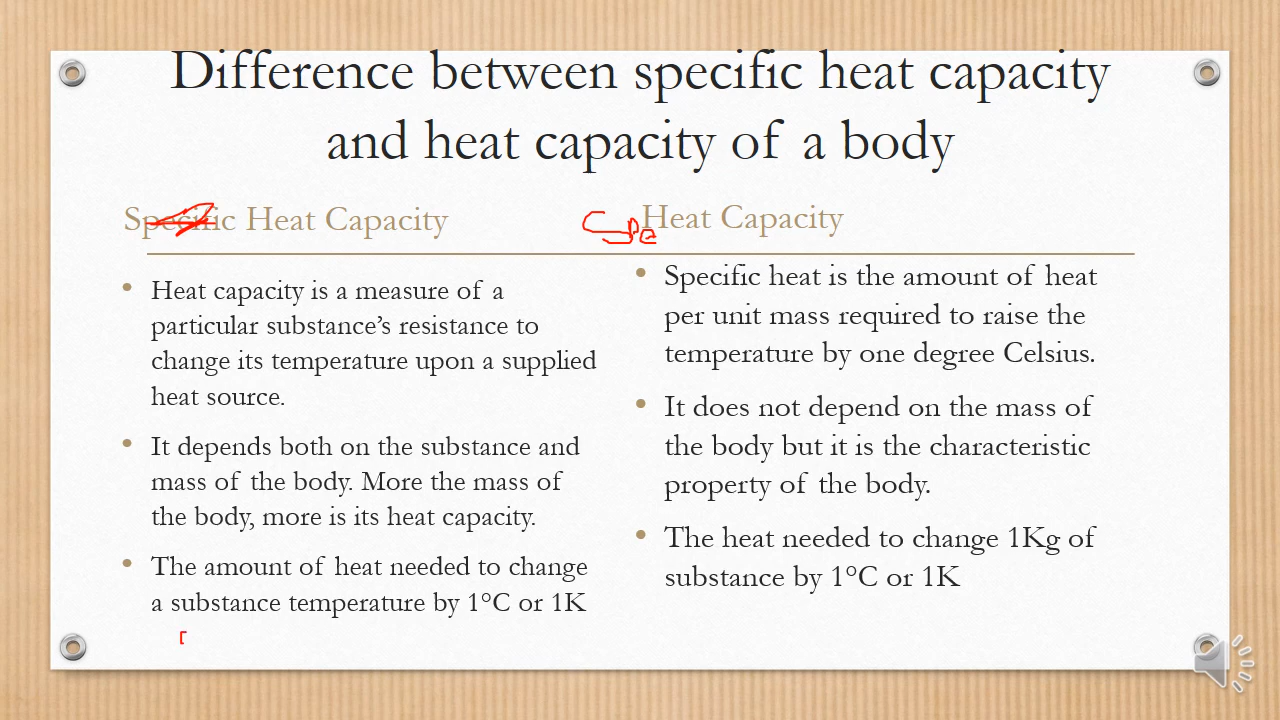 Difference between specific heat capacity
and heat capacity of a body
Specific Heat Capacity
Heat capacity is a measure of a
particular substance’s resistance to
change its temperature upon a supplied
heat source.
It depends both on the substance and
mass of the body. More the mass of
the body, more is its heat capacity.
The amount of heat needed to change
a substance temperature by 1°C or 1K
Spe Heat Capacity
Specific heat is the amount of heat
per unit mass required to raise the
temperature by one degree Celsius.
It does not depend on the mass of
the body but it is the characteristic
property of the body.
The heat needed to change 1Kg of
substance by 1°C or 1K